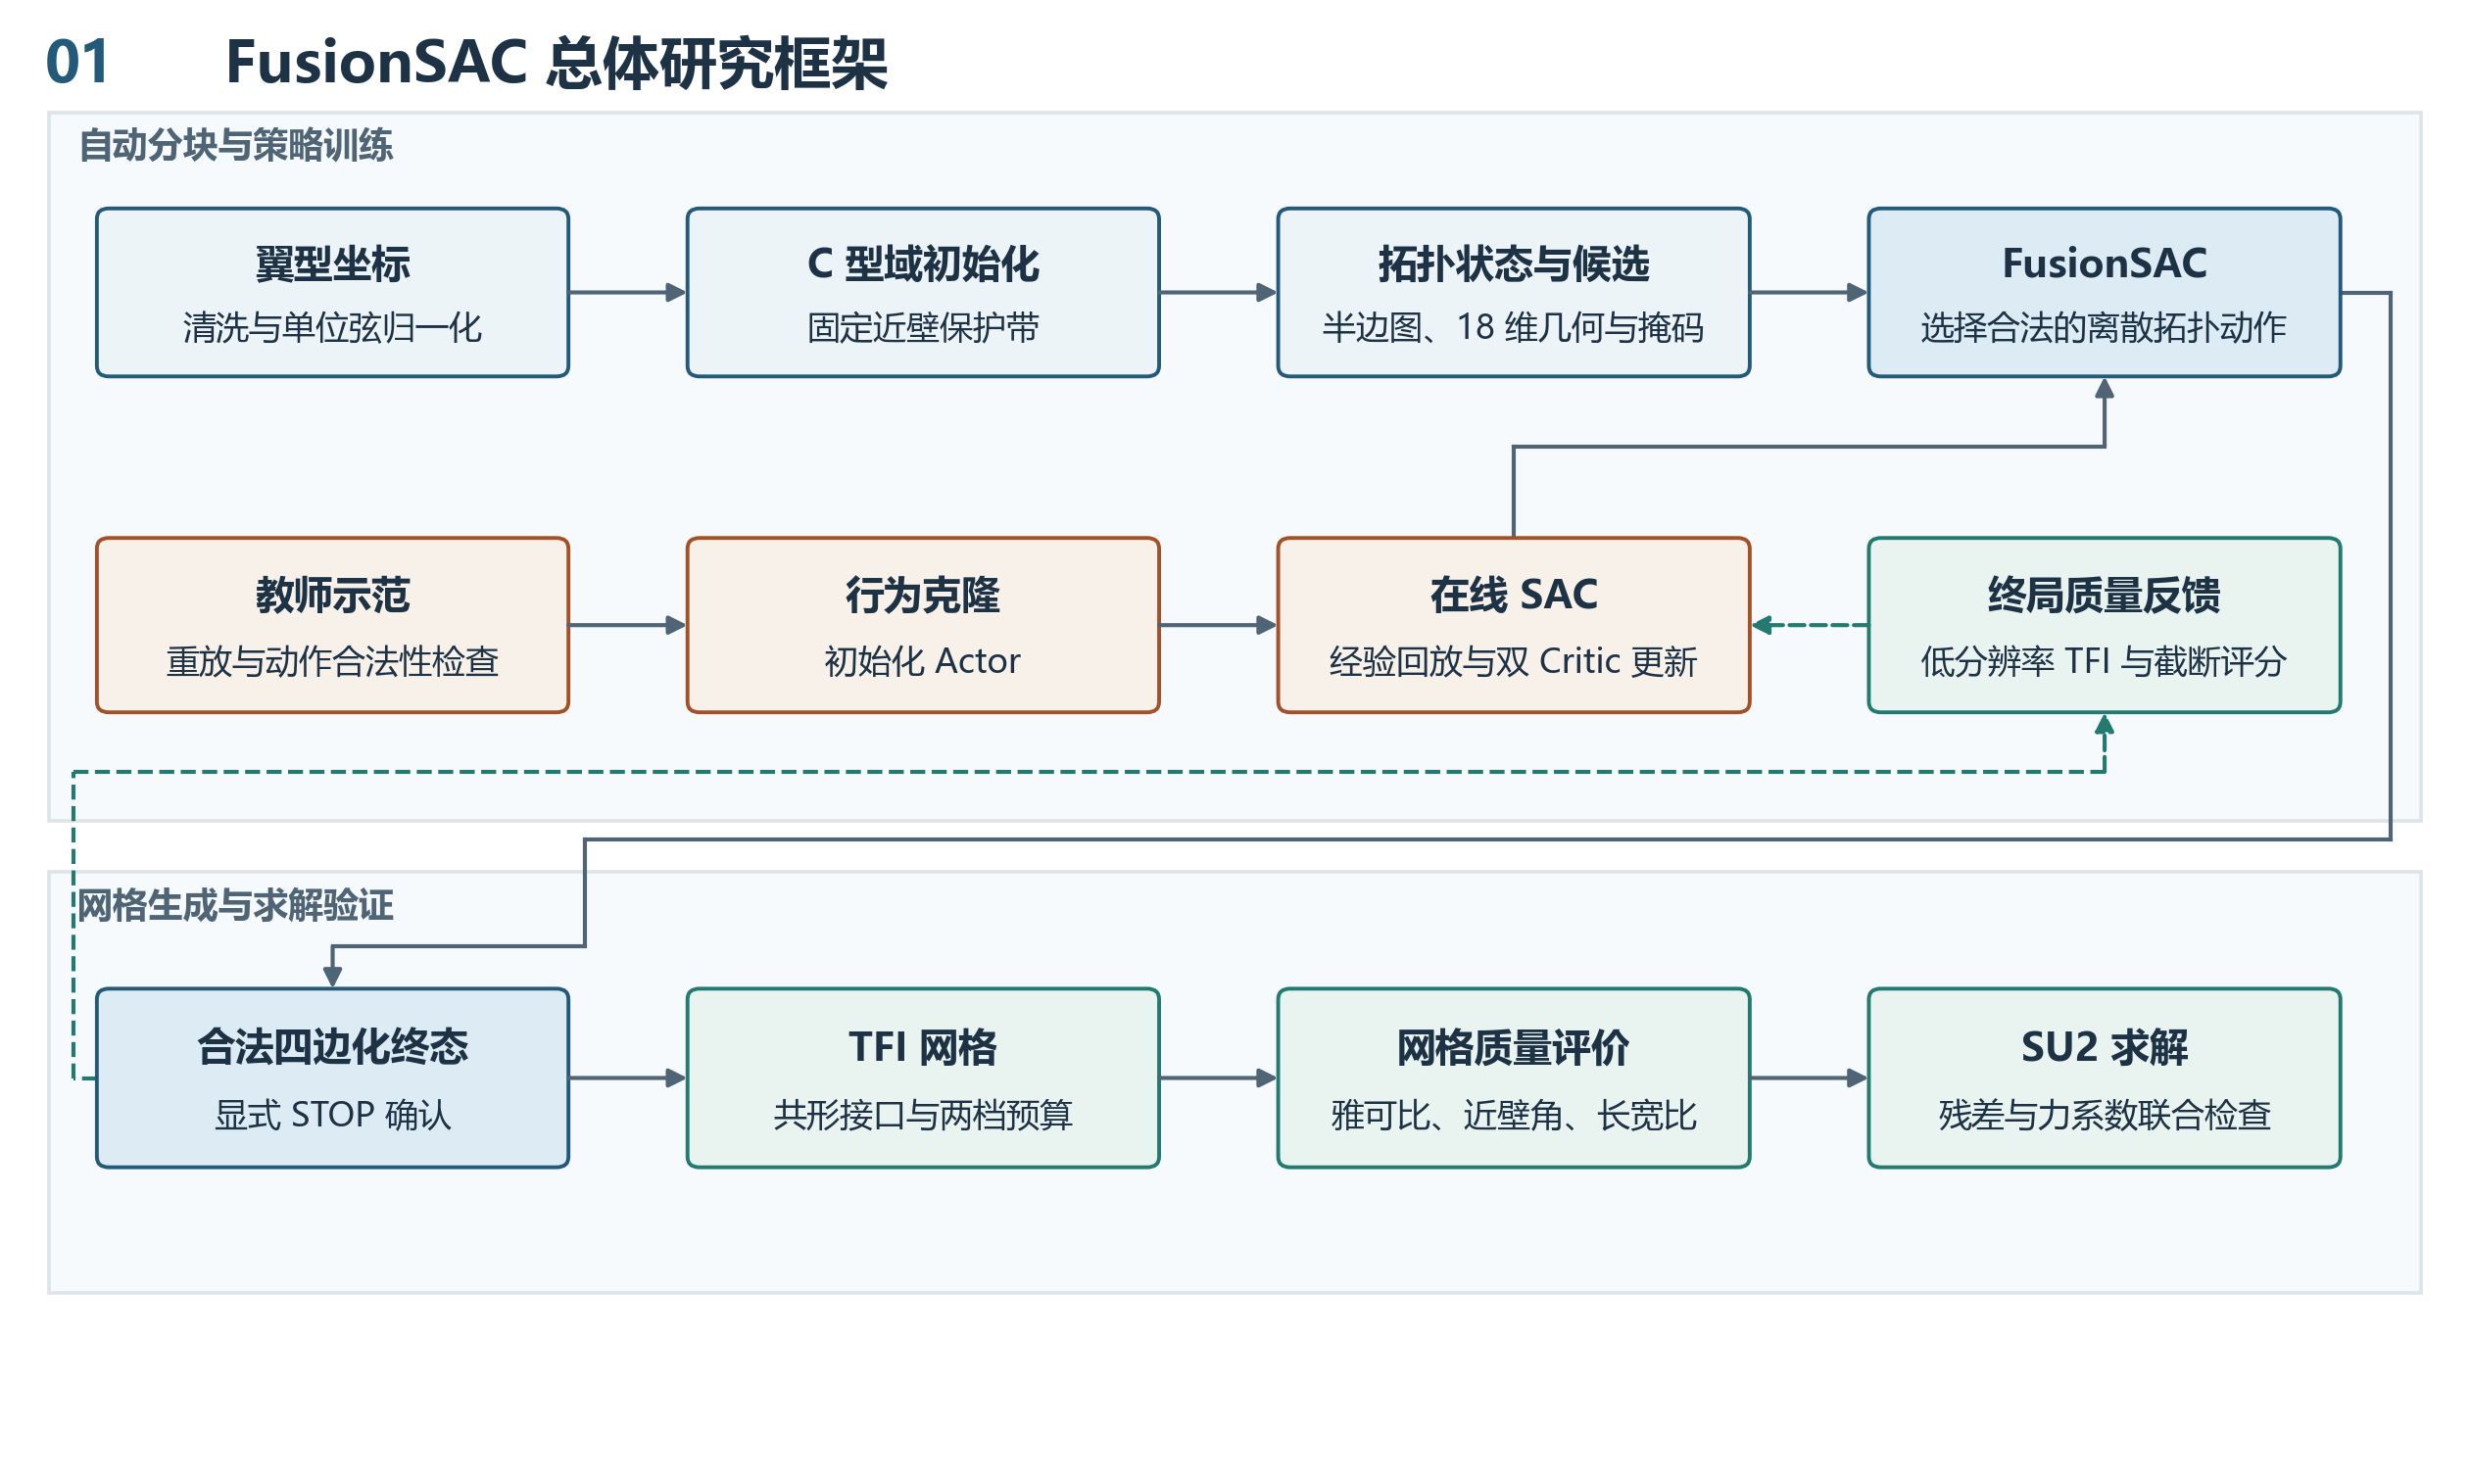 01 FusionSAC 总体研究框架
自动分块与策略训练
翼型坐标
清洗与单位弦归一化
C 型域初始化
固定近壁保护带
拓扑状态与候选
半边图、18 维几何与掩码
FusionSAC
选择合法的离散拓扑动作
教师示范
重放与动作合法性检查
行为克隆
初始化 Actor
在线 SAC
经验回放与双 Critic 更新
终局质量反馈
低分辨率 TFI 与截断评分
网格生成与求解验证
合法四边化终态
显式 STOP 确认
TFI 网格
共形接口与两档预算
网格质量评价
雅可比、近壁角、长宽比
SU2 求解
残差与力系数联合检查